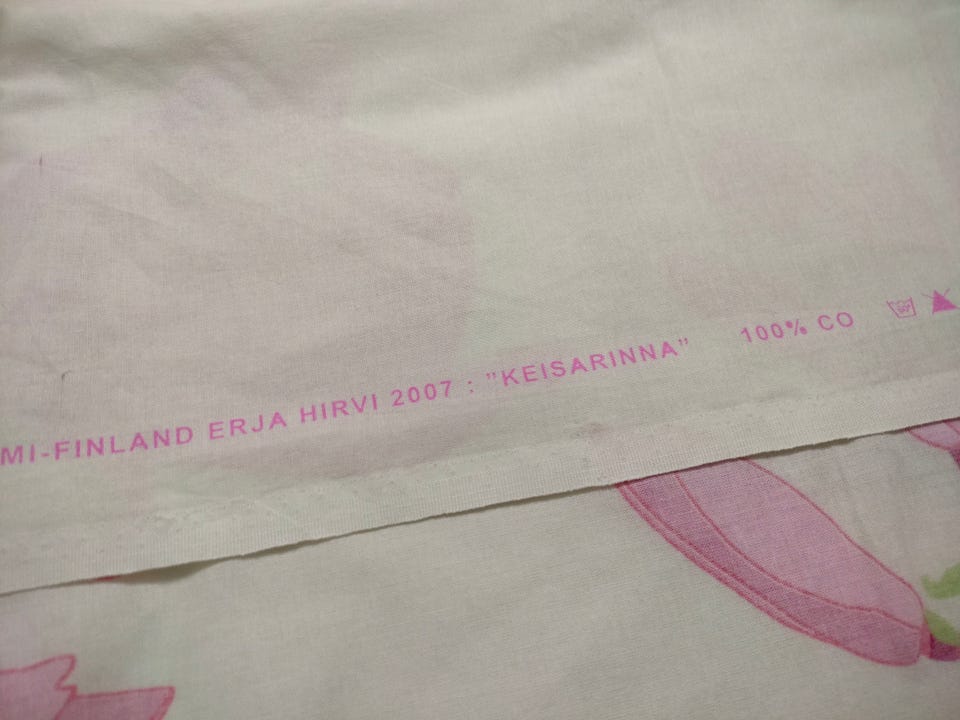 MI-FINLAND ERJA HIRVI 2007 : "KEISARINNA" 100% CO